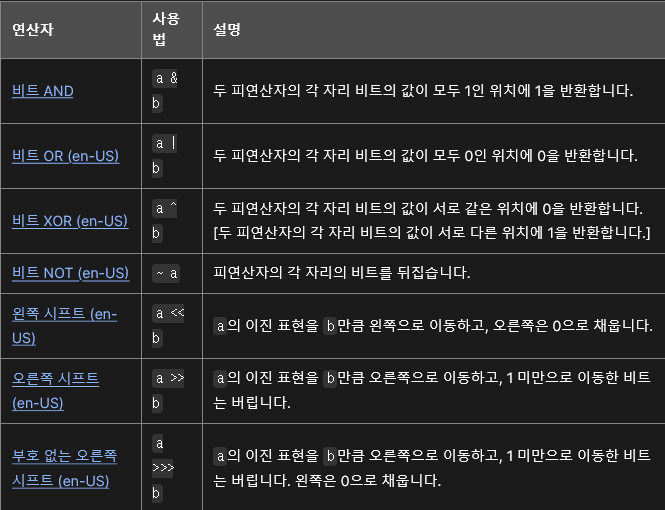 연산자
사용
법
설명
비트 AND
a &
b
두 피연산자의 각 자리 비트의 값이 모두 1인 위치에 1을 반환합니다.
비트 OR (en-US)
a |
b
두 피연산자의 각 자리 비트의 값이 모두 0인 위치에 0을 반환합니다.
비트 XOR (en-US)
a ^
b
두 피연산자의 각 자리 비트의 값이 서로 같은 위치에 0을 반환합니다.
[두 피연산자의 각 자리 비트의 값이 서로 다른 위치에 1을 반환합니다.]
비트 NOT (en-US)
~ a
피연산자의 각 자리의 비트를 뒤집습니다.
왼쪽 시프트 (en-
US)
a <<
b
a의 이진 표현을 b만큼 왼쪽으로 이동하고, 오른쪽은 0으로 채웁니다.
오른쪽 시프트
(en-US)
a >>
b
a의 이진 표현을 b만큼 오른쪽으로 이동하고, 1 미만으로 이동한 비트
는 버립니다.
부호 없는 오른쪽
시프트 (en-US)
a
>>>
b
a의 이진 표현을 b만큼 오른쪽으로 이동하고, 1 미만으로 이동한 비트
는 버립니다. 왼쪽은 0으로 채웁니다.